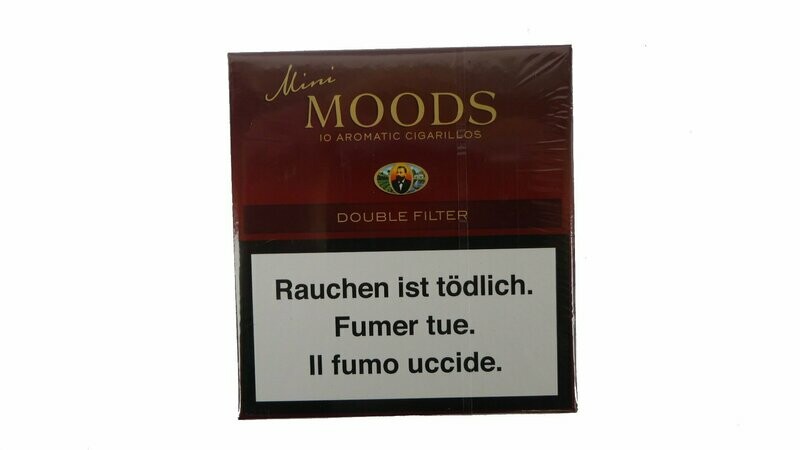 Mini
MOODS
10 AROMATIC CIGARILLOS
DOUBLE FILTER
Rauchen ist tödlich.
Fumer tue.
Il fumo uccide.